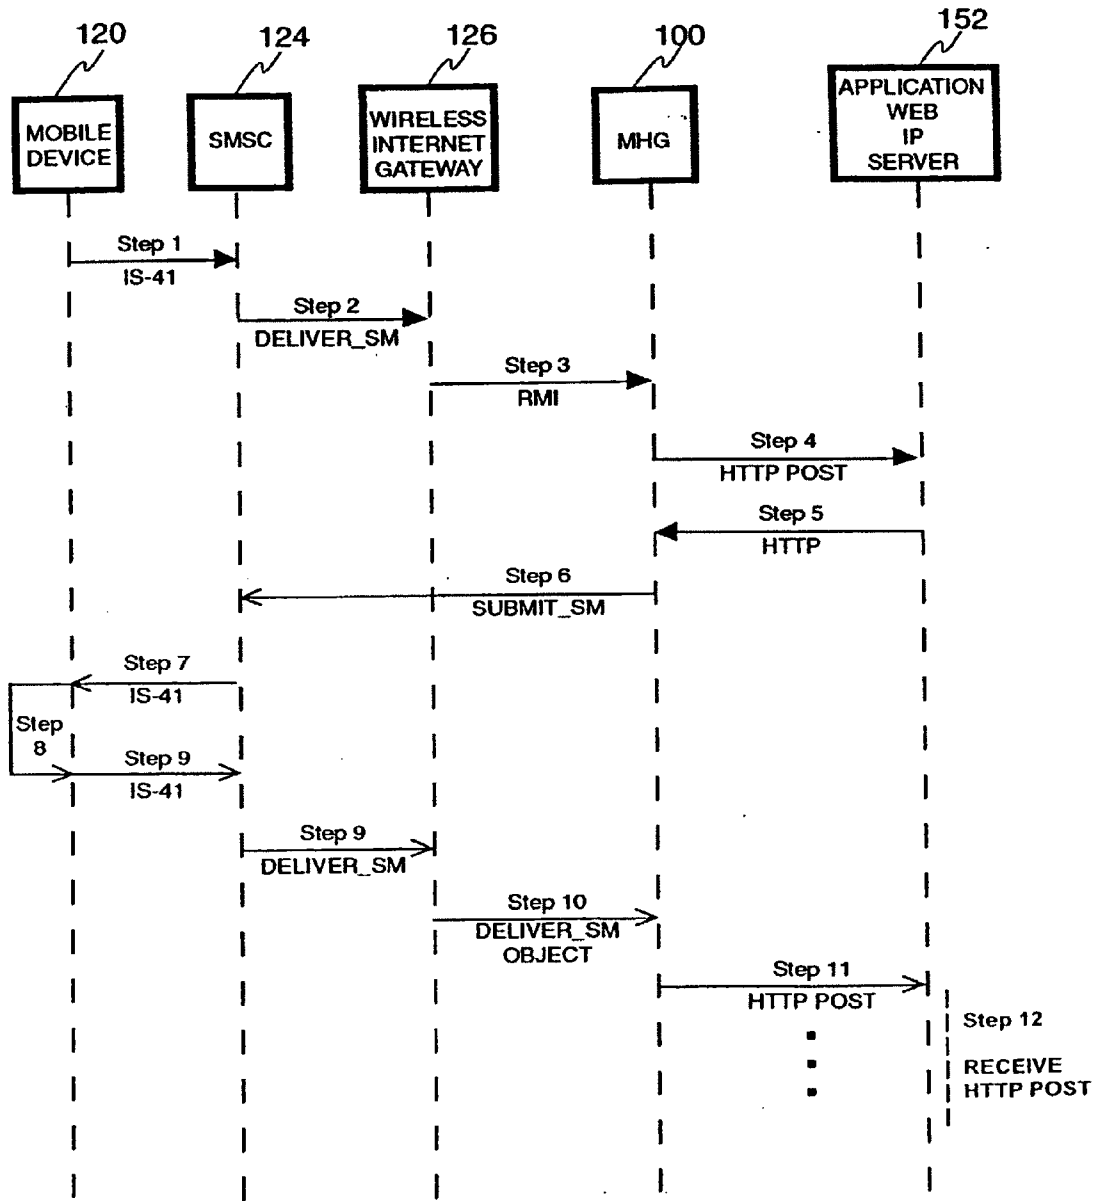 120
124
126
100
152
MOBILE
DEVICE
SMSC
WIRELESS
INTERNET
GATEWAY
MHG
APPLICATION
WEB
IP
SERVER
Step 1
IS-41
Step 2
DELIVER_SM
Step 3
RMI
Step 4
HTTP POST
Step 5
HTTP
Step 6
SUBMIT_SM
Step 7
IS-41
Step
8
Step 9
IS-41
Step 9
DELIVER_SM
Step 10
DELIVER_SM
OBJECT
Step 11
HTTP POST
Step 12
RECEIVE
HTTP POST